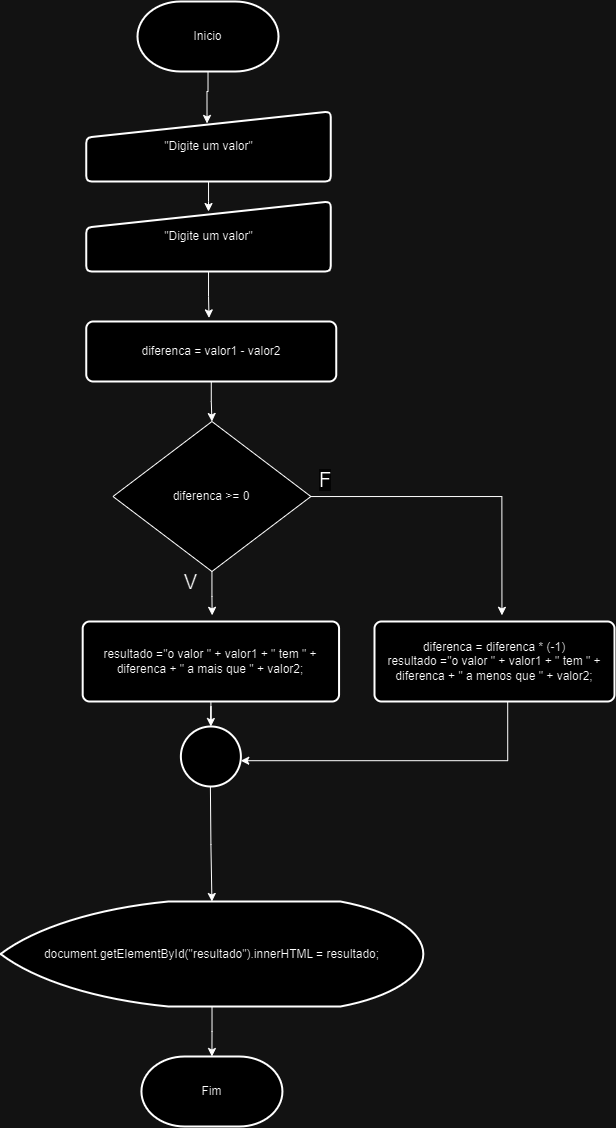 Inicio
"Digite um valor"
"Digite um valor"
diferenca = valor1 - valor2
diferenca >= 0
F
V
resultado ="o valor " + valor1 + " tem " +
diferenca + " a mais que " + valor2;
diferenca = diferenca * (-1)
resultado ="o valor " + valor1 + " tem " +
diferenca + " a menos que " + valor2;
document.getElementById("resultado").innerHTML = resultado;
Fim